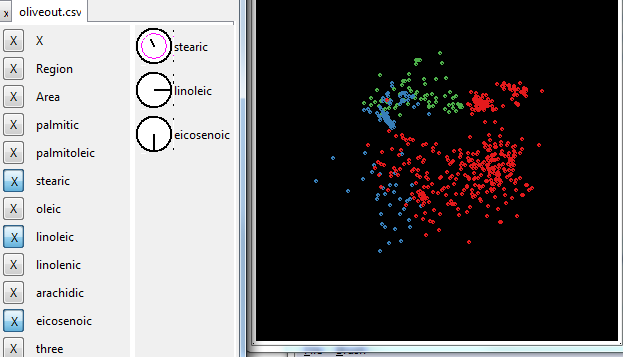 x oliveout.csv
X X
X Region
X Area
X palmitic
X palmitoleic
X stearic
X oleic
X linoleic
X linolenic
X arachidic
X eicosenoic
X three
stearic
linoleic
eicosenoic